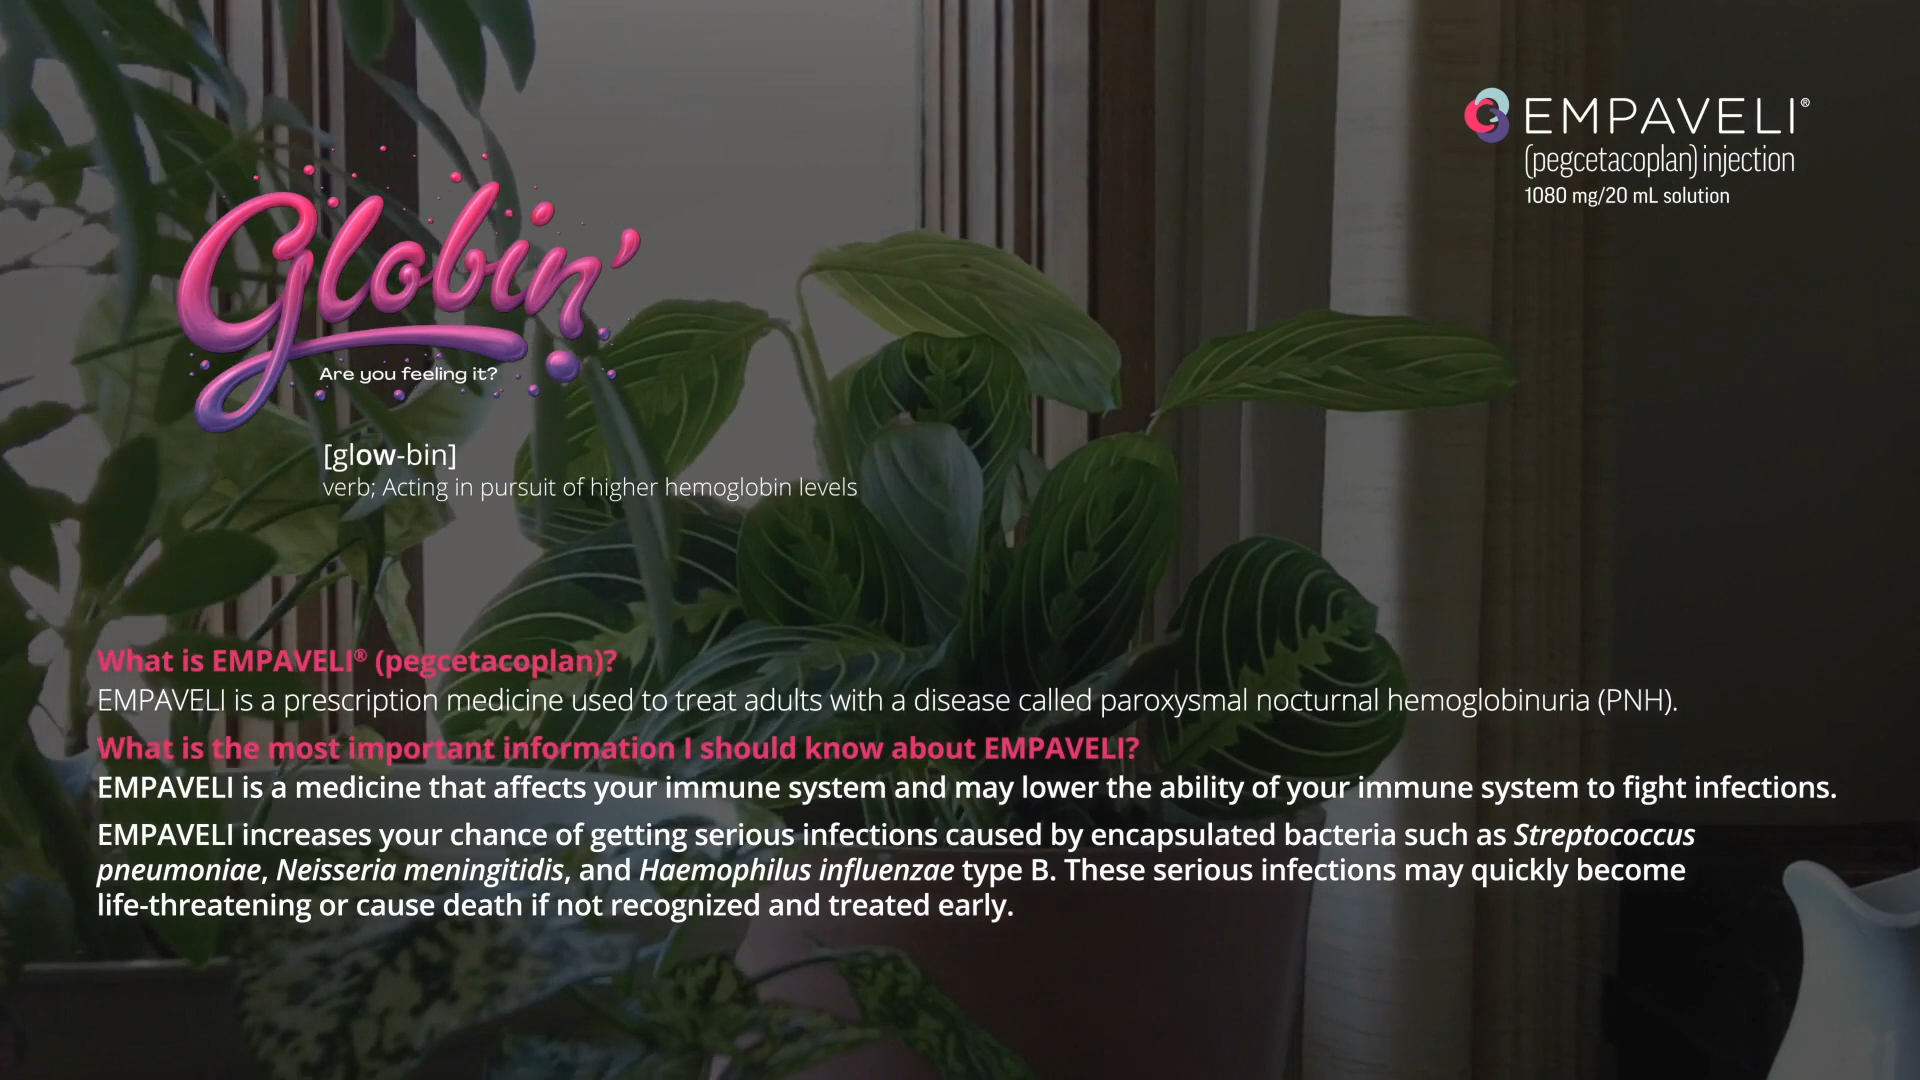 Globin'
Are you feeling it?
[glow-bin]
verb; Acting in pursuit of higher hemoglobin levels
EMPAVELI®
(pegcetacoplan) injection
1080 mg/20 mL solution
What is EMPAVELI® (pegcetacoplan)?
EMPAVELI is a prescription medicine used to treat adults with a disease called paroxysmal nocturnal hemoglobinuria (PNH).
What is the most important information I should know about EMPAVELI?
EMPAVELI is a medicine that affects your immune system and may lower the ability of your immune system to fight infections.
EMPAVELI increases your chance of getting serious infections caused by encapsulated bacteria such as Streptococcus
pneumoniae, Neisseria meningitidis, and Haemophilus influenzae type B. These serious infections may quickly become
life-threatening or cause death if not recognized and treated early.